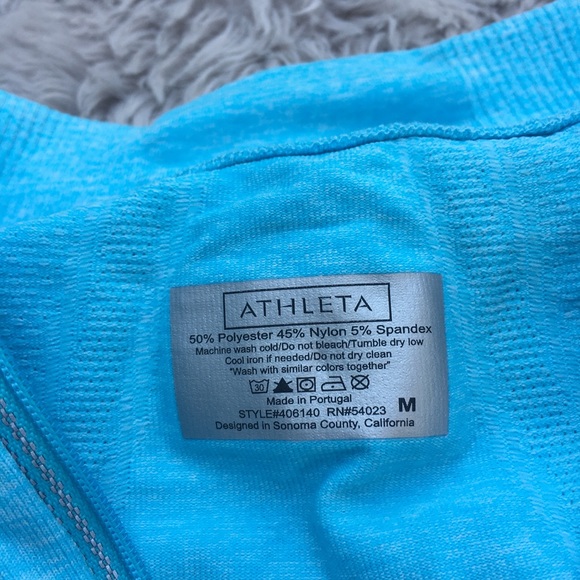 ATHLETA
50% Polyester 45% Nylon 5% Spandex
Machine wash cold/Do not bleach/Tumble dry low
Cool iron if needed/Do not dry clean
"Wash with similar colors together"
30
Made in Portugal
STYLE#406140 RN#54023 M
Designed in Sonoma County, California